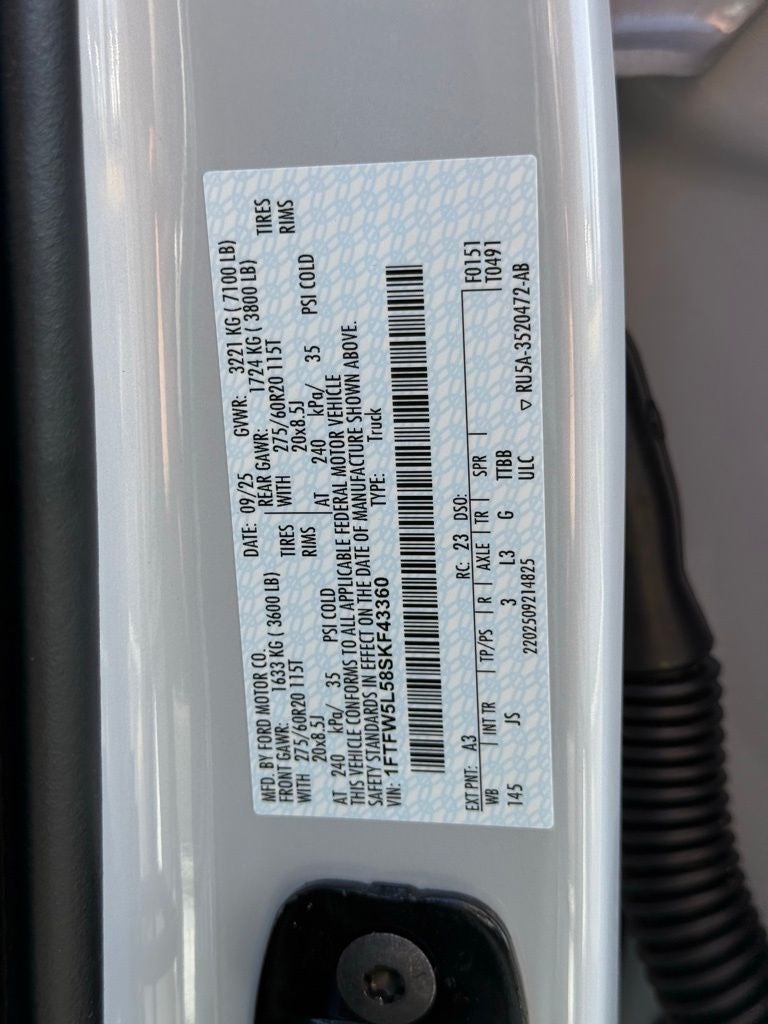 MFD. BY FORD MOTOR CO.
DATE: 09/25 GVWR: 3221 KG ( 7100 LB)
FRONT GAWR: 1633 KG ( 3600 LB) REAR GAWR: 1724 KG ( 3800 LB)
WITH 275/60R20 115T TIRES WITH 275/60R20 115T TIRES
20x8.5J RIMS 20x8.5J RIMS
AT 240 kPa/ 35 PSI COLD AT 240 kPa/ 35 PSI COLD
THIS VEHICLE CONFORMS TO ALL APPLICABLE FEDERAL MOTOR VEHICLE
SAFETY STANDARDS IN EFFECT ON THE DATE OF MANUFACTURE SHOWN ABOVE.
VIN: 1FTFW5L58SKF43360 TYPE: Truck
EXT PNT: A3 RC: 23 DSO: F0151
WB INT TR TP/PS R AXLE TR SPR T0491
145 JS 3 L3 G TTBB
2202509214825 ULC ▽ RU5A-3520472-AB